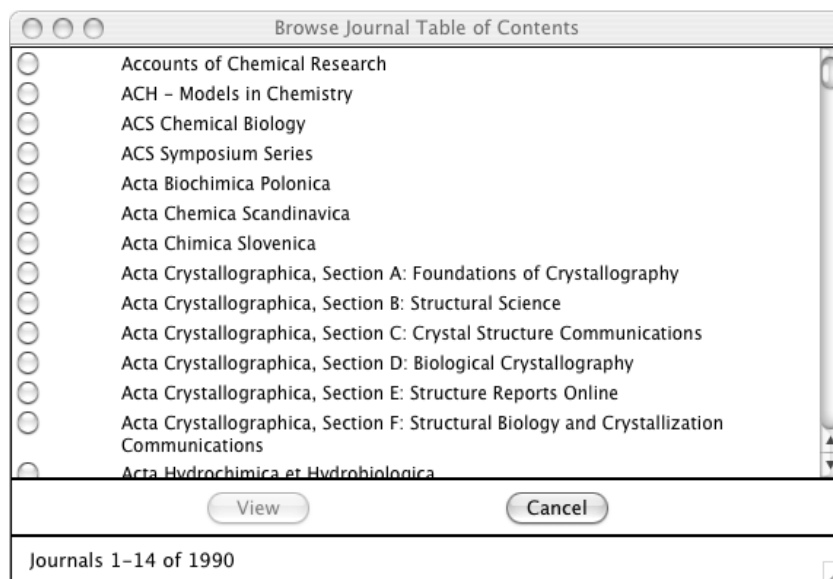 Browse Journal Table of Contents
Accounts of Chemical Research
ACH – Models in Chemistry
ACS Chemical Biology
ACS Symposium Series
Acta Biochimica Polonica
Acta Chemica Scandinavica
Acta Chimica Slovenica
Acta Crystallographica, Section A: Foundations of Crystallography
Acta Crystallographica, Section B: Structural Science
Acta Crystallographica, Section C: Crystal Structure Communications
Acta Crystallographica, Section D: Biological Crystallography
Acta Crystallographica, Section E: Structure Reports Online
Acta Crystallographica, Section F: Structural Biology and Crystallization
Communications
Acta Hydrochimica et Hydrobiologica
View Cancel
Journals 1–14 of 1990